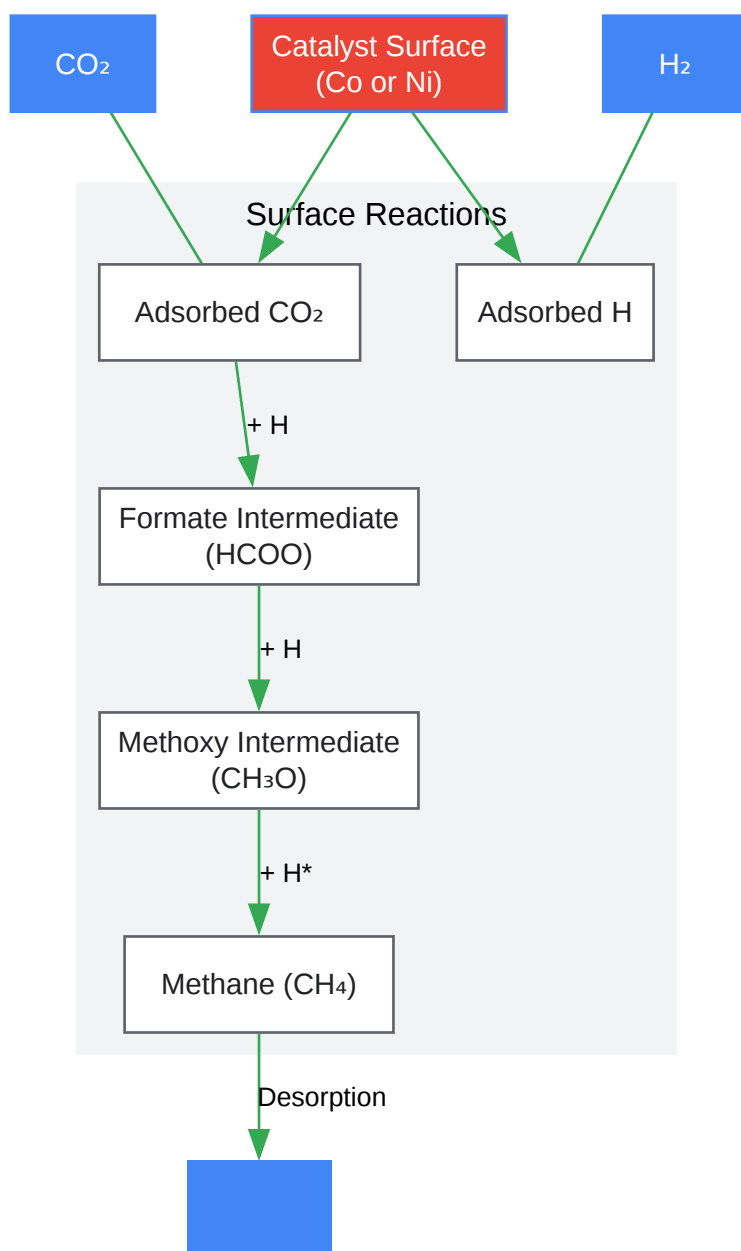 CO₂
Catalyst Surface
(Co or Ni)
H₂
Surface Reactions
Adsorbed CO₂
Adsorbed H
+ H
Formate Intermediate
(HCOO)
+ H
Methoxy Intermediate
(CH₃O)
+ H*
Methane (CH₄)
Desorption